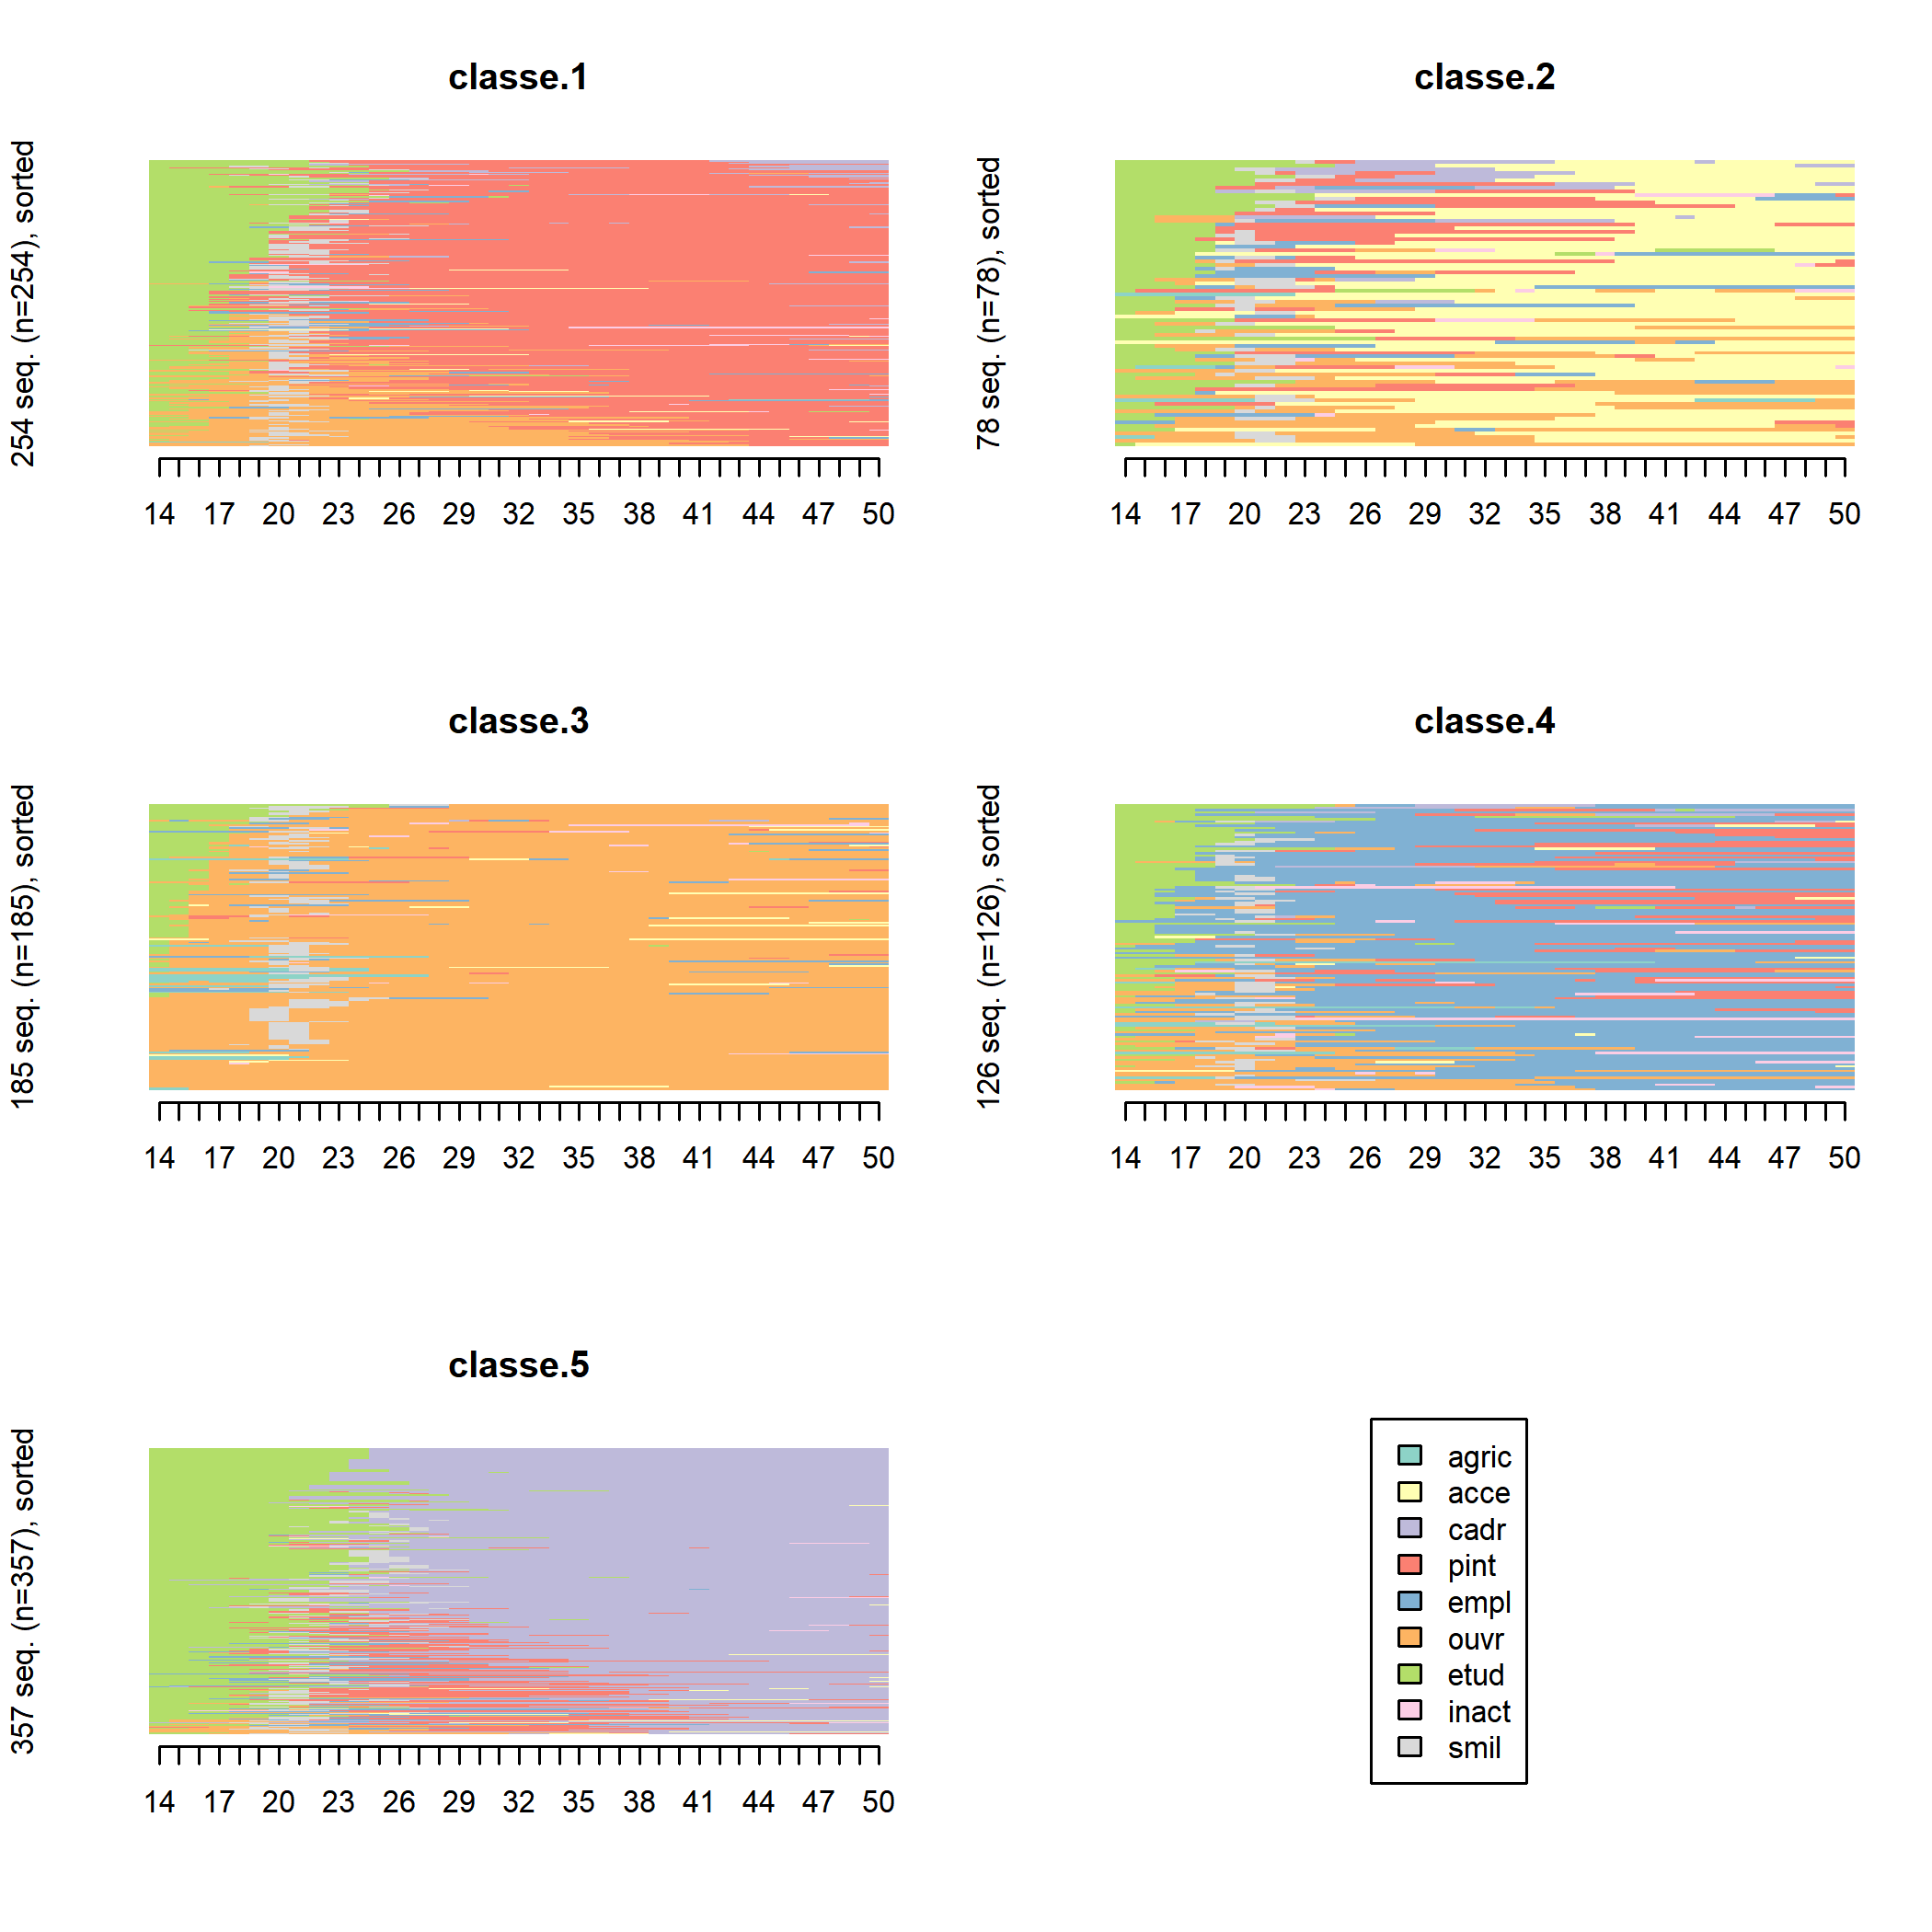 classe.1
254 seq. (n=254), sorted
14 17 20 23 26 29 32 35 38 41 44 47 50
classe.2
78 seq. (n=78), sorted
14 17 20 23 26 29 32 35 38 41 44 47 50
classe.3
185 seq. (n=185), sorted
14 17 20 23 26 29 32 35 38 41 44 47 50
classe.4
126 seq. (n=126), sorted
14 17 20 23 26 29 32 35 38 41 44 47 50
classe.5
357 seq. (n=357), sorted
14 17 20 23 26 29 32 35 38 41 44 47 50
agric
acce
cadr
pint
empl
ouvr
etud
inact
smil